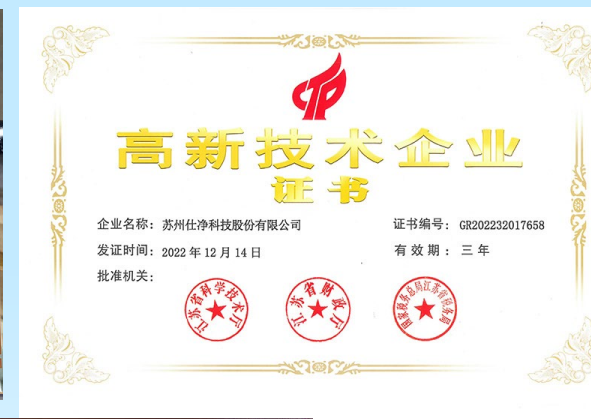 CTP
高新技术企业
证书
企业名称：苏州仕净科技股份有限公司
证书编号：GR202232017658
发证时间：2022年12月14日
有效期：三年
批准机关：
江苏省科学技术厅
江苏省财政厅
国家税务总局江苏省税务局